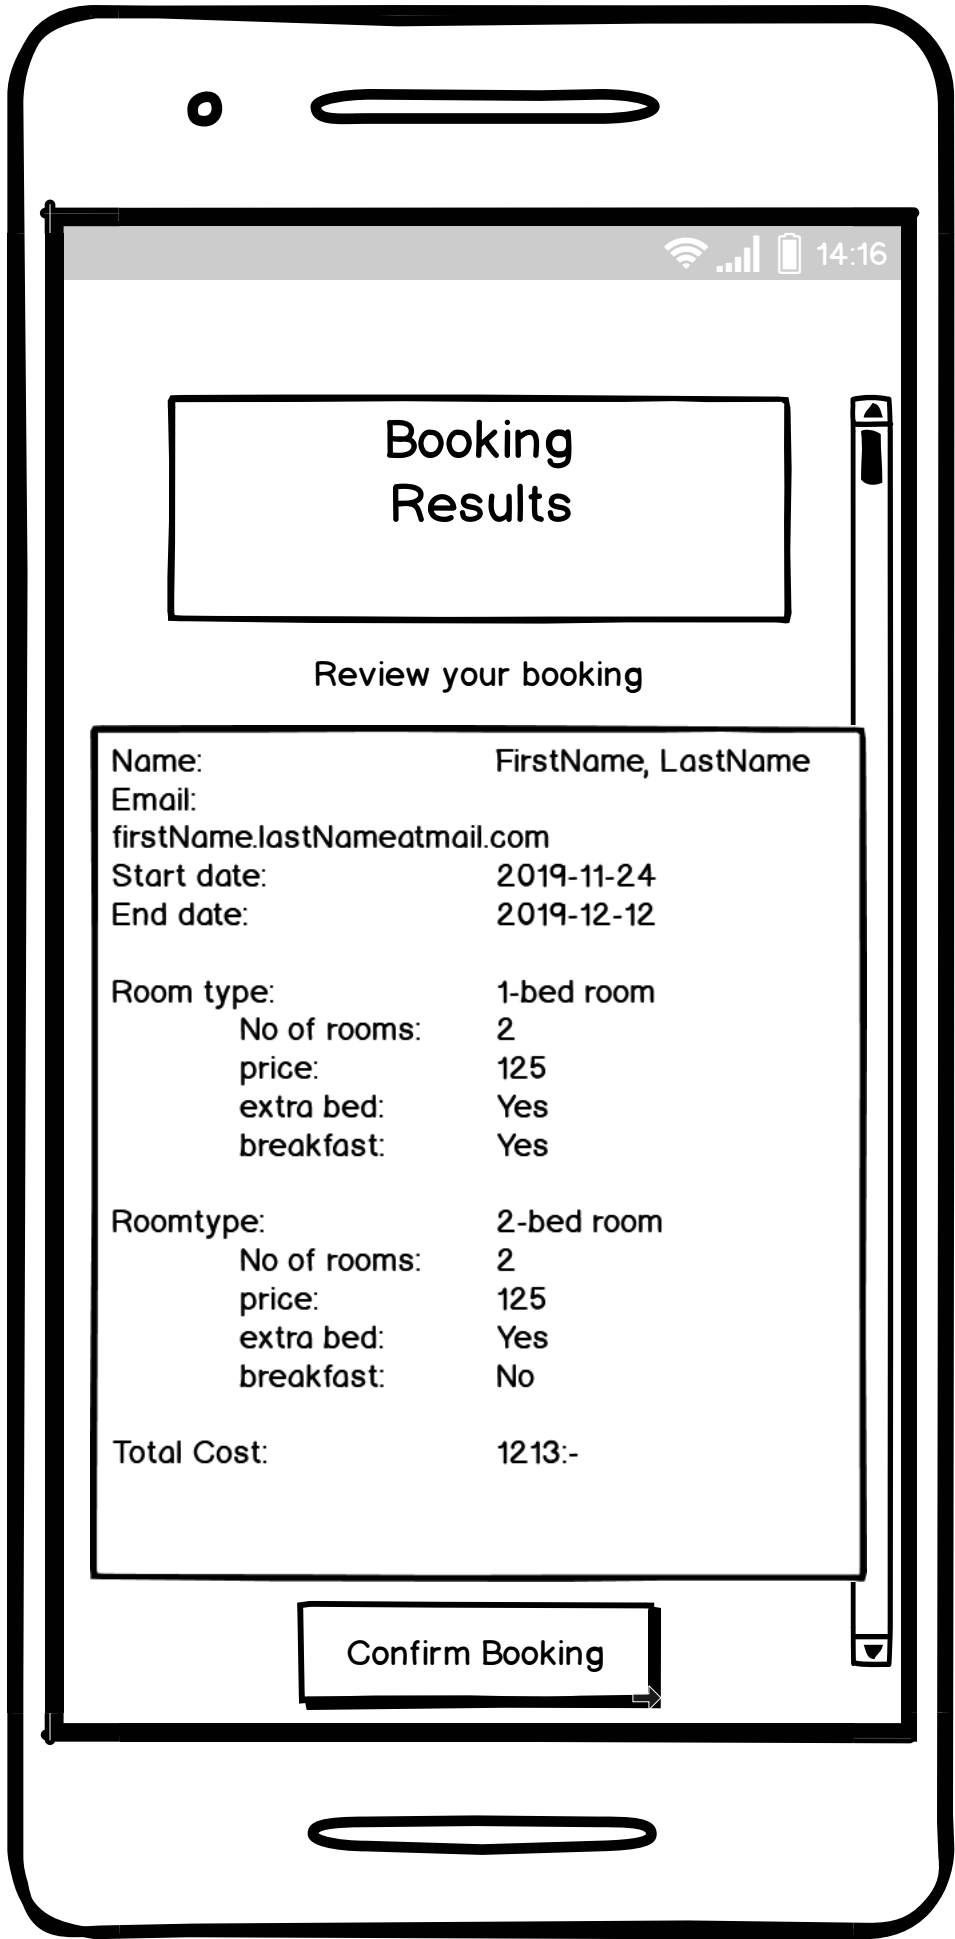 14:16
Booking
Results
Review your booking
Name: FirstName, LastName
Email:
firstName.lastNameatmail.com
Start date: 2019-11-24
End date: 2019-12-12
Room type: 1-bed room
No of rooms: 2
price: 125
extra bed: Yes
breakfast: Yes
Roomtype: 2-bed room
No of rooms: 2
price: 125
extra bed: Yes
breakfast: No
Total Cost: 1213:-
Confirm Booking